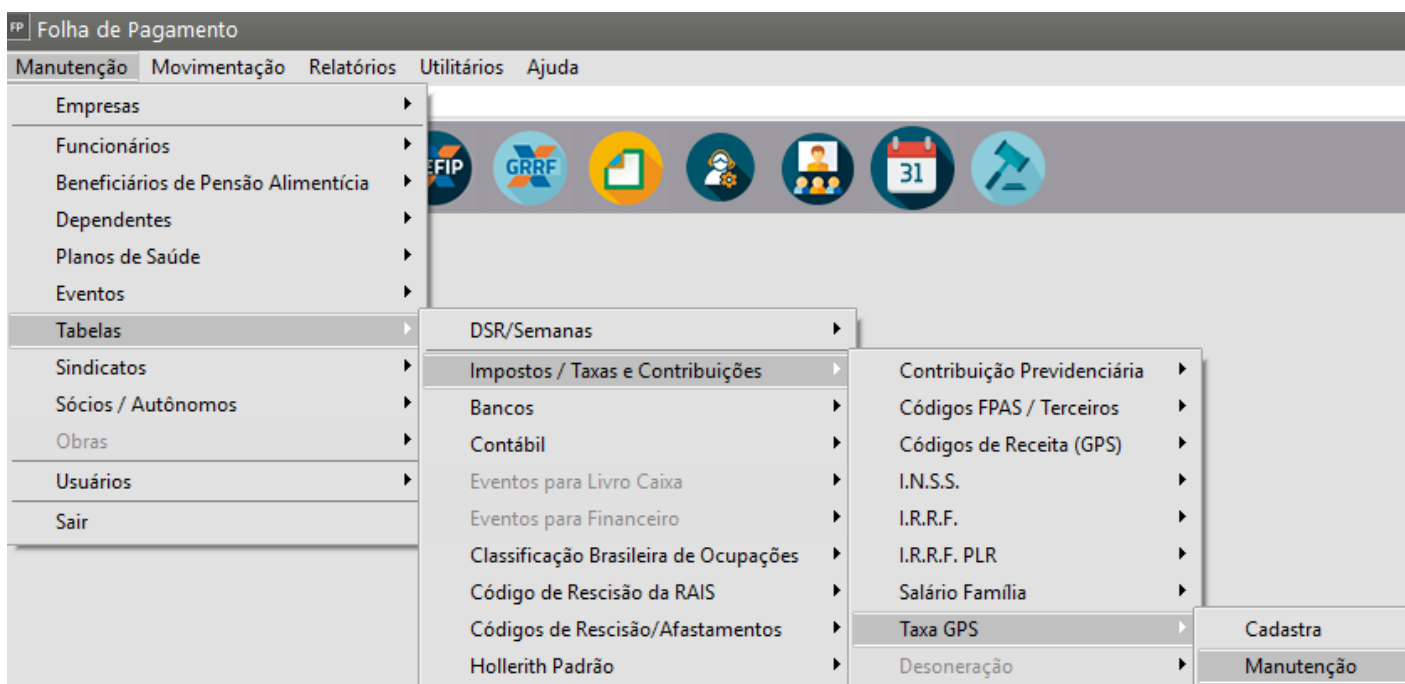 FP Folha de Pagamento
Manutenção Movimentação Relatórios Utilitários Ajuda
Empresas
Funcionários
Beneficiários de Pensão Alimentícia
Dependentes
Planos de Saúde
Eventos
Tabelas
Sindicatos
Sócios / Autônomos
Obras
Usuários
Sair
EFIP
GRRF
31
DSR/Semanas
Impostos / Taxas e Contribuições
Bancos
Contábil
Eventos para Livro Caixa
Eventos para Financeiro
Classificação Brasileira de Ocupações
Código de Rescisão da RAIS
Códigos de Rescisão/Afastamentos
Hollerith Padrão
Contribuição Previdenciária
Códigos FPAS / Terceiros
Códigos de Receita (GPS)
I.N.S.S.
I.R.R.F.
I.R.R.F. PLR
Salário Família
Taxa GPS
Desoneração
Cadastra
Manutenção